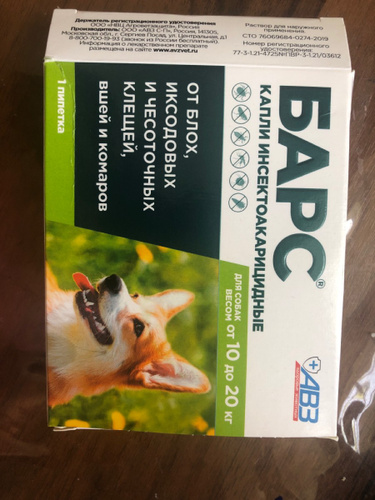 Держатель регистрационного удостоверения
ООО «НВЦ Агроветзащита», Россия
Производитель: ООО «АВЗ С-П», Россия, 141305,
Московская обл., г. Сергиев Посад, ул. Центральная, д.1
8-800-700-19-93 (звонок по России бесплатный).
Информация о лекарственном препарате
размещена на сайте www.avzvet.ru
Раствор для наружного
применения.
СТО 76069684-0274-2019
Номер регистрационного
удостоверения:
77-3-1.21-4725№ПВР-3-1.21/03612
БАРС®
КАПЛИ ИНСЕКТОАКАРИЦИДНЫЕ
ОТ БЛОХ,
ИКСОДОВЫХ
И ЧЕСОТОЧНЫХ
КЛЕЩЕЙ,
вшей и комаров
1 пипетка
ДЛЯ СОБАК
ВЕСОМ ОТ 10 ДО 20 КГ
АВЗ